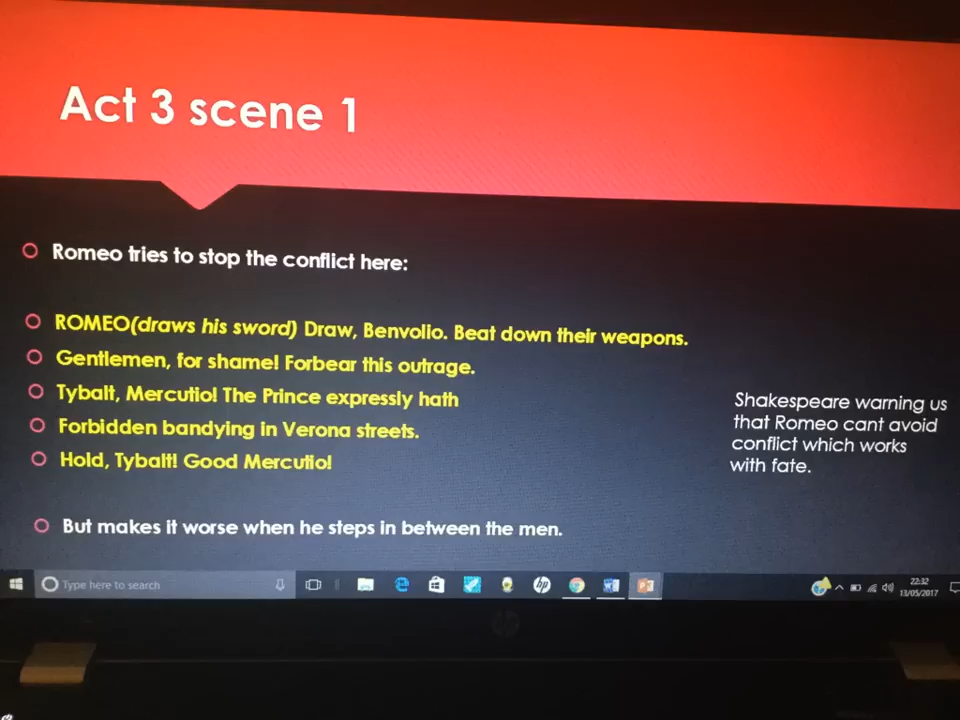 Act 3 scene 1
Romeo tries to stop the conflict here:
ROMEO(draws his sword) Draw, Benvolio. Beat down their weapons.
Gentlemen, for shame! Forbear this outrage.
Tybalt, Mercutio! The Prince expressly hath
Forbidden bandying in Verona streets.
Hold, Tybalt! Good Mercutio!
But makes it worse when he steps in between the men.
Shakespeare warning us
that Romeo cant avoid
conflict which works
with fate.
Type here to search
22:32
13/05/2017
hp